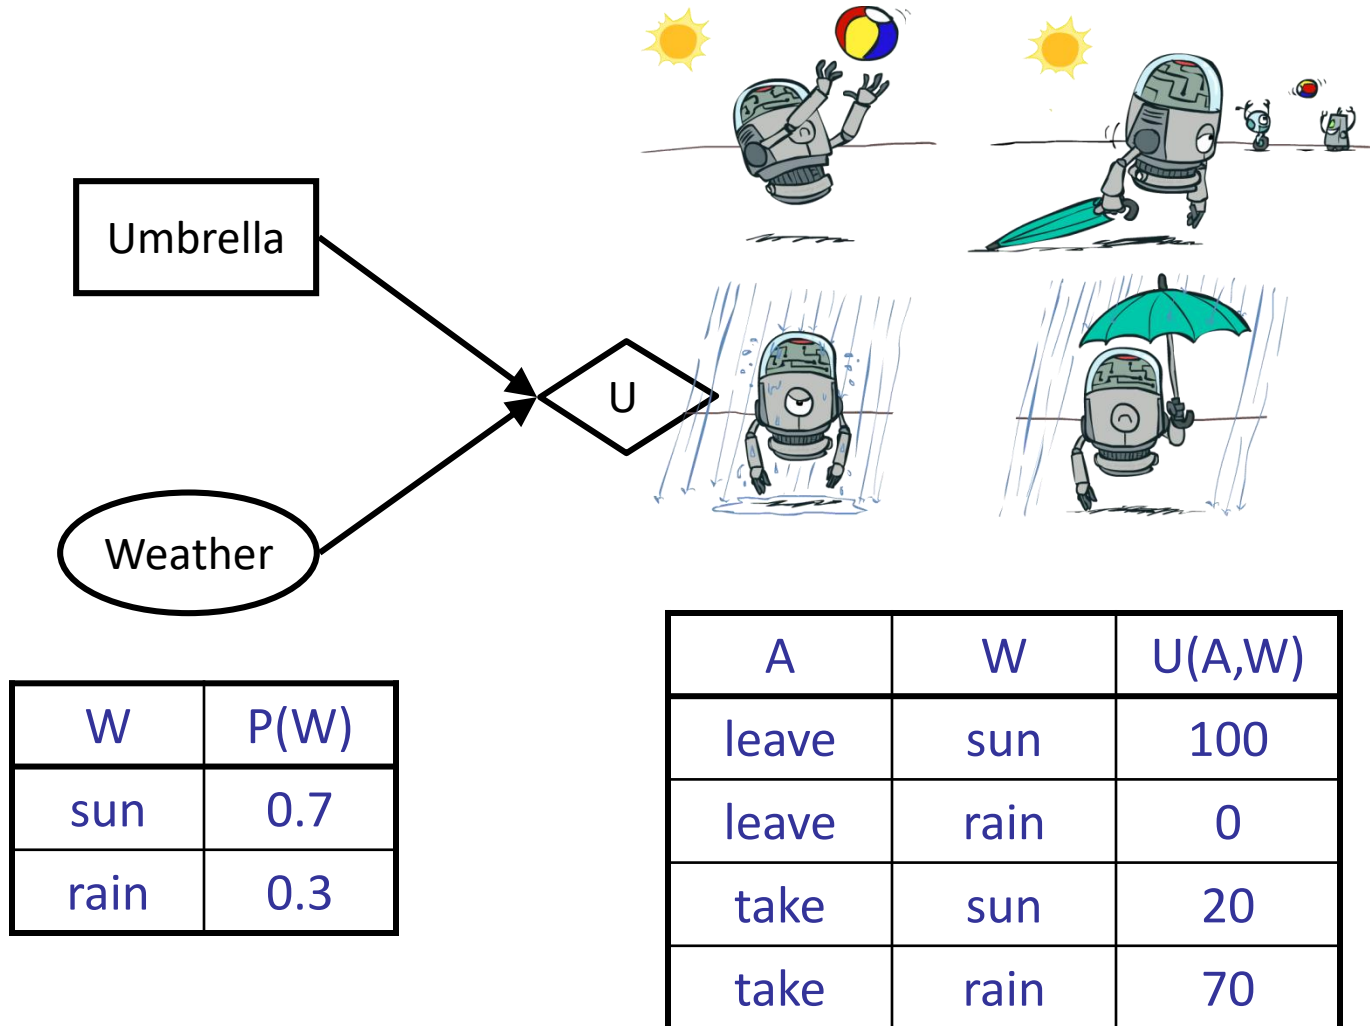 Umbrella
U
Weather
W P(W)
sun 0.7
rain 0.3
A W U(A,W)
leave sun 100
leave rain 0
take sun 20
take rain 70